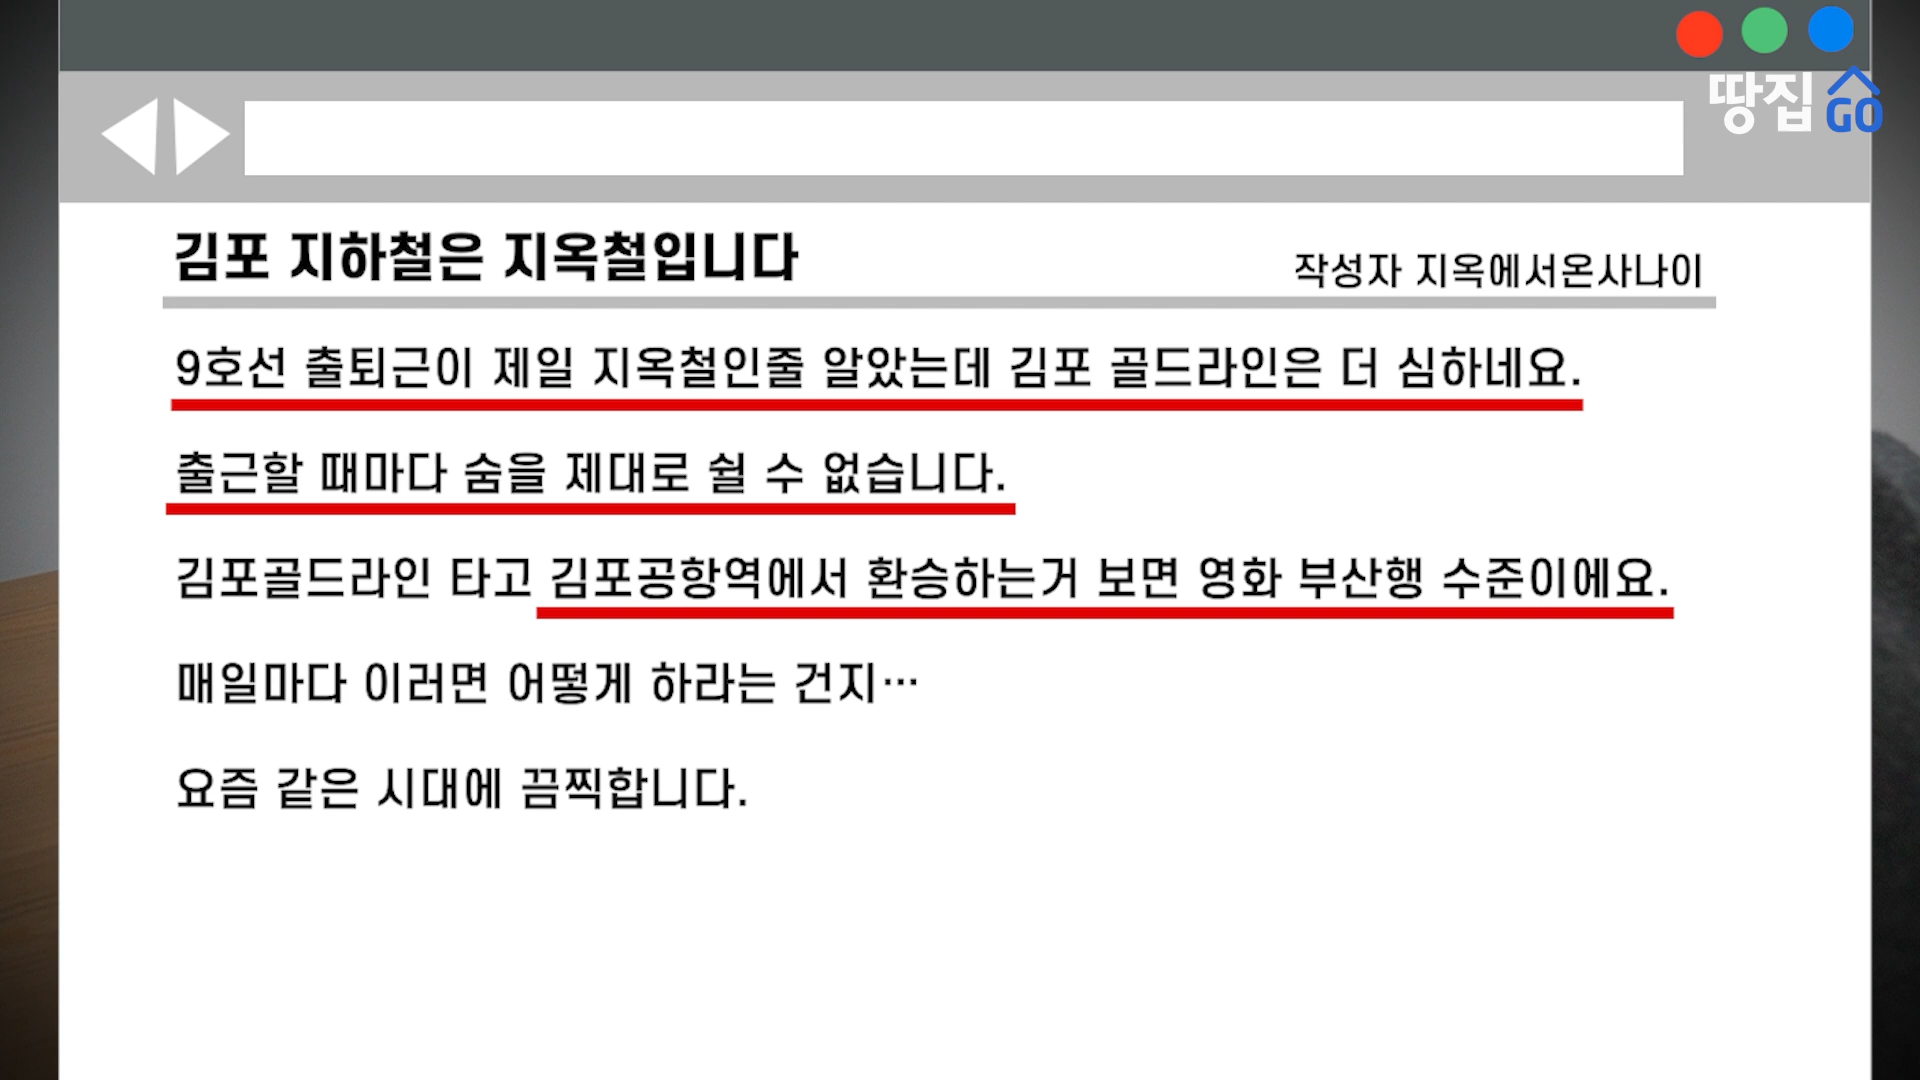 땅집GO
김포 지하철은 지옥철입니다
작성자 지옥에서온사나이
9호선 출퇴근이 제일 지옥철인줄 알았는데 김포 골드라인은 더 심하네요.
출근할 때마다 숨을 제대로 쉴 수 없습니다.
김포골드라인 타고 김포공항역에서 환승하는거 보면 영화 부산행 수준이에요.
매일마다 이러면 어떻게 하라는 건지…
요즘 같은 시대에 끔찍합니다.